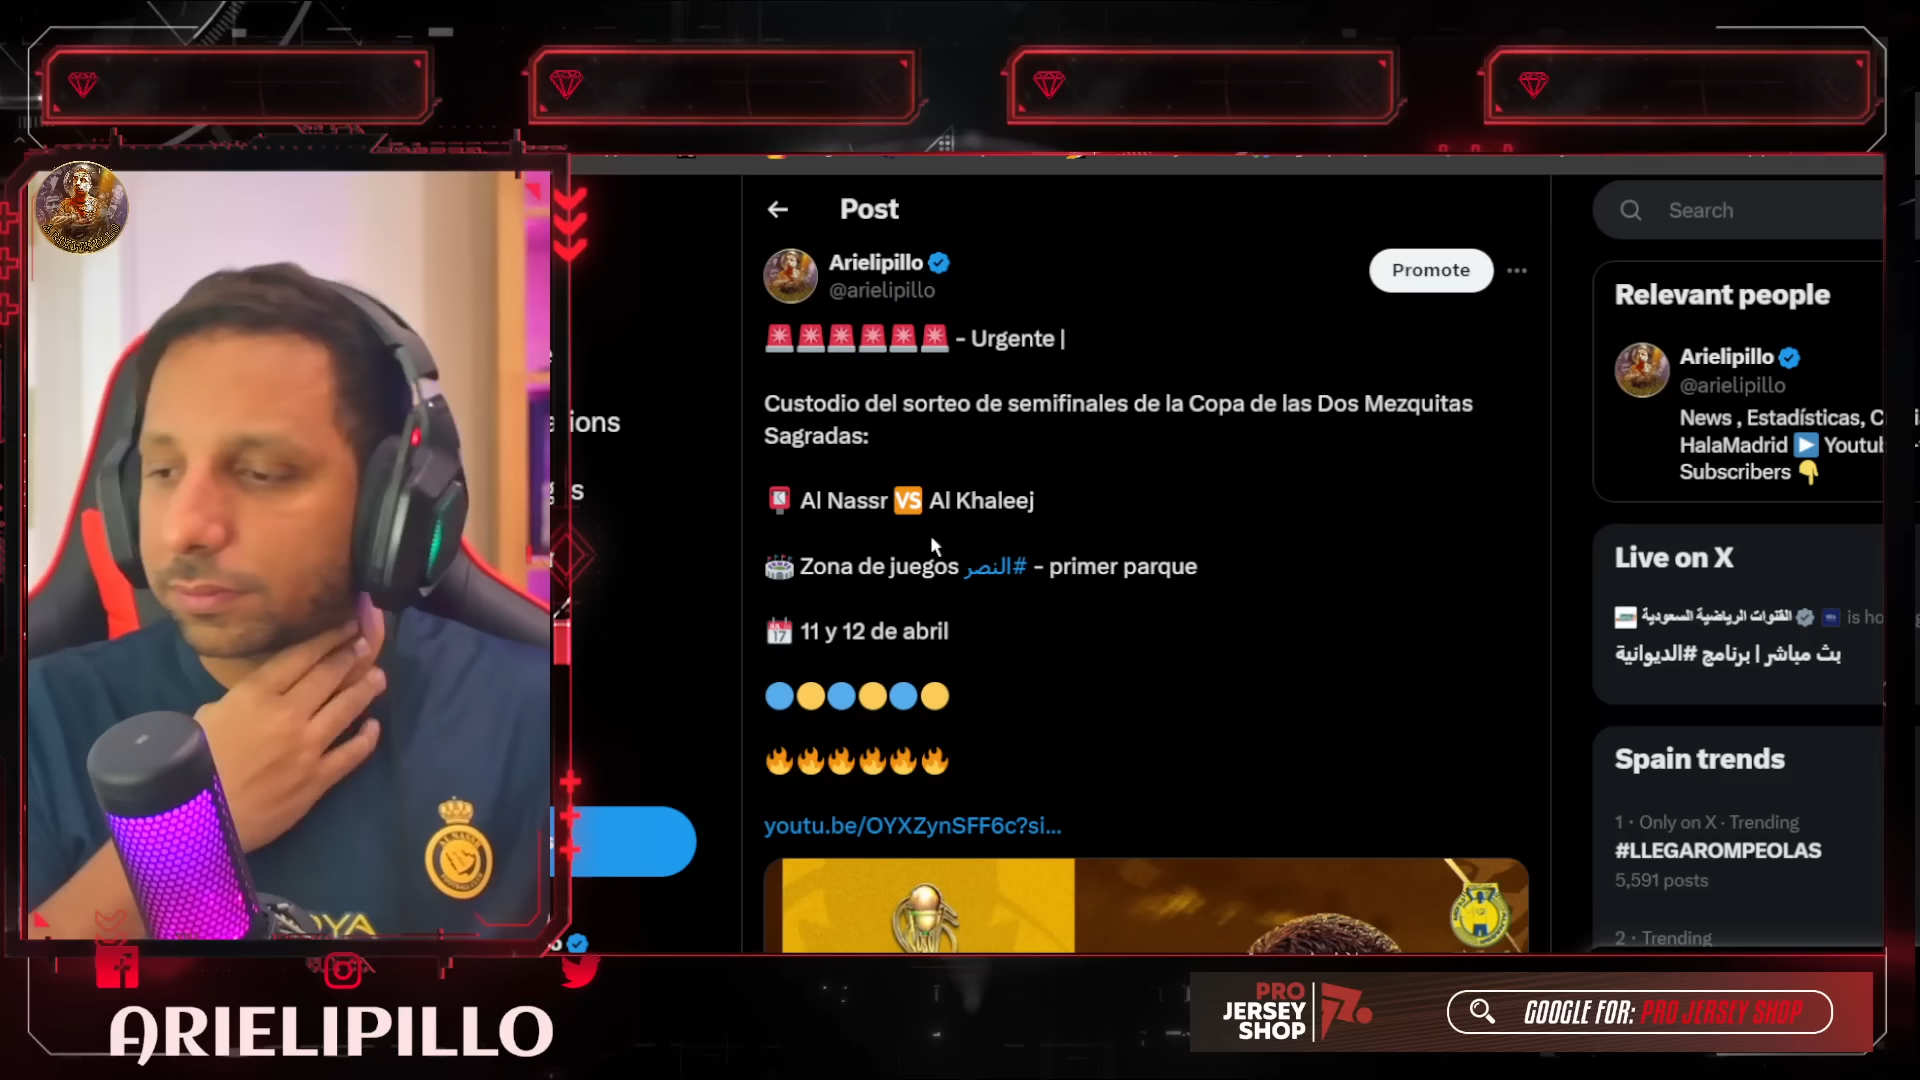 Post
Search
Arielipillo
@arielipillo
Promote
- Urgente |
Custodio del sorteo de semifinales de la Copa de las Dos Mezquitas
Sagradas:
Al Nassr VS Al Khaleej
Zona de juegos #النصر - primer parque
11 y 12 de abril
youtu.be/OYXZynSFF6c?si...
ions
s
Relevant people
Arielipillo
@arielipillo
News , Estadísticas, C
HalaMadrid Youtu
Subscribers
Live on X
القنوات الرياضية السعودية is ho
بث مباشر | برنامج #الديوانية
Spain trends
1 · Only on X · Trending
#LLEGAROMPEOLAS
5,591 posts
2 · Trending
ARIELIPILLO
PRO
JERSEY
SHOP
GOOGLE FOR: PRO JERSEY SHOP